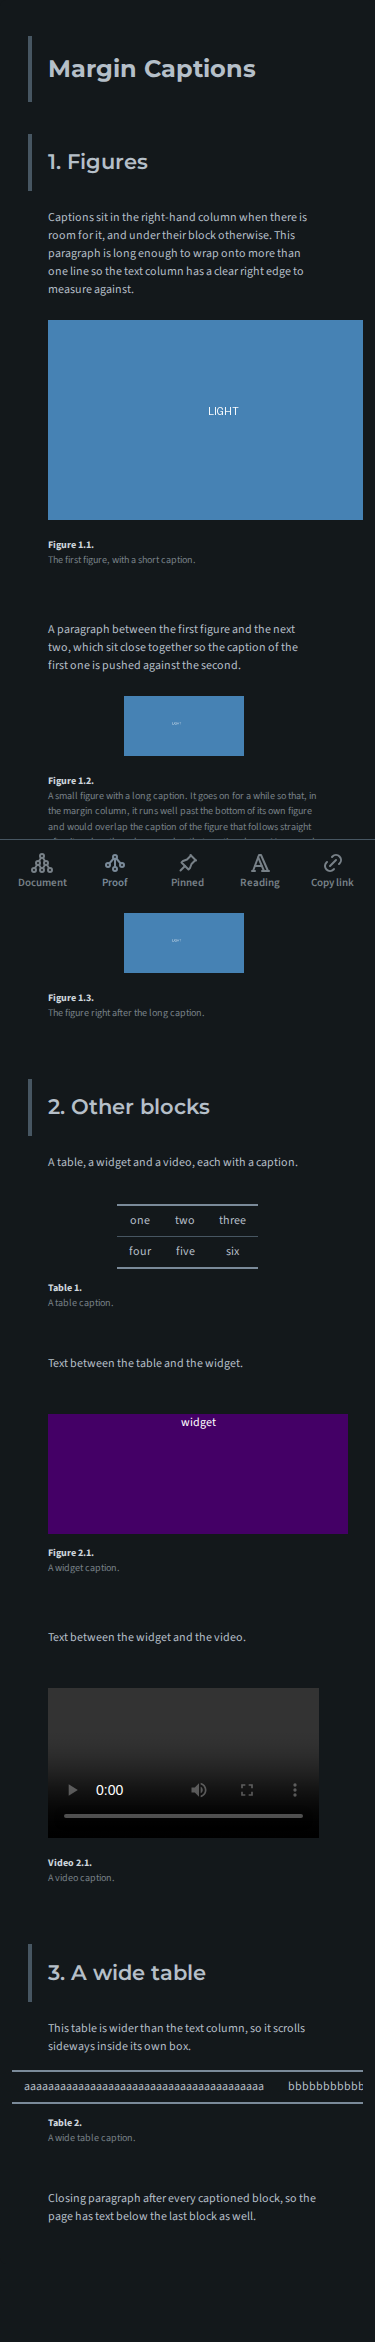 Margin Captions
1. Figures
Captions sit in the right-hand column when there is
room for it, and under their block otherwise. This
paragraph is long enough to wrap onto more than
one line so the text column has a clear right edge to
measure against.
LIGHT
Figure 1.1.
The first figure, with a short caption.
A paragraph between the first figure and the next
two, which sit close together so the caption of the
first one is pushed against the second.
Figure 1.2.
A small figure with a long caption. It goes on for a while so that, in
the margin column, it runs well past the bottom of its own figure
and would overlap the caption of the figure that follows straight
Document Proof Pinned Reading Copy link
Figure 1.3.
The figure right after the long caption.
2. Other blocks
A table, a widget and a video, each with a caption.
one two three
four five six
Table 1.
A table caption.
Text between the table and the widget.
widget
Figure 2.1.
A widget caption.
Text between the widget and the video.
0:00
Video 2.1.
A video caption.
3. A wide table
This table is wider than the text column, so it scrolls
sideways inside its own box.
aaaaaaaaaaaaaaaaaaaaaaaaaaaaaaaaaaaaaaaa bbbbbbbbbbb
Table 2.
A wide table caption.
Closing paragraph after every captioned block, so the
page has text below the last block as well.